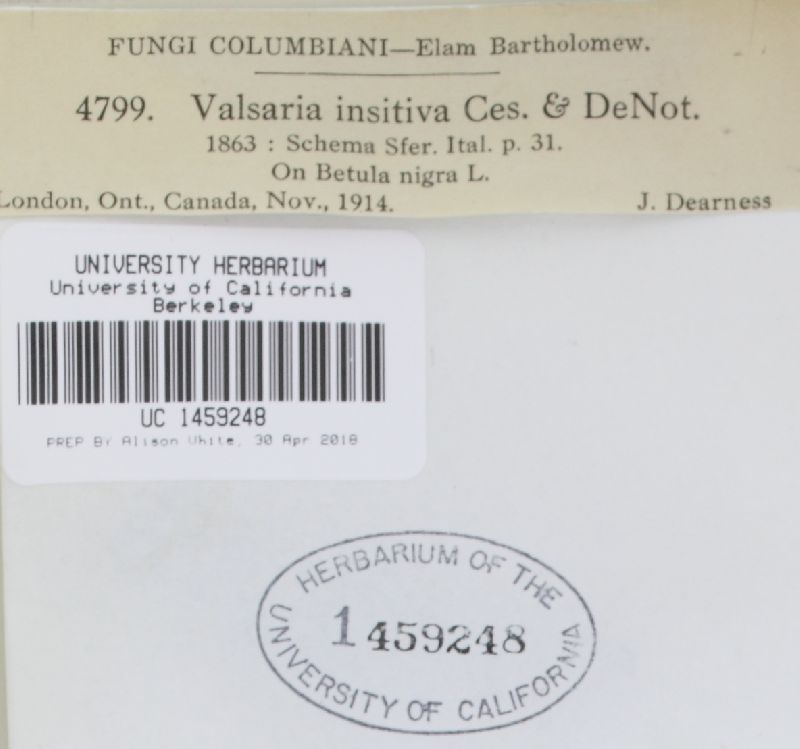 FUNGI COLUMBIANI—Elam Bartholomew.
4799. Valsaria insitiva Ces. & DeNot.
1863 : Schema Sfer. Ital. p. 31.
On Betula nigra L.
London, Ont., Canada, Nov., 1914. J. Dearness
UNIVERSITY HERBARIUM
University of California
Berkeley
UC 1459248
PREP By Alison White, 30 Apr 2018
HERBARIUM OF THE
1459248
UNIVERSITY OF CALIFORNIA